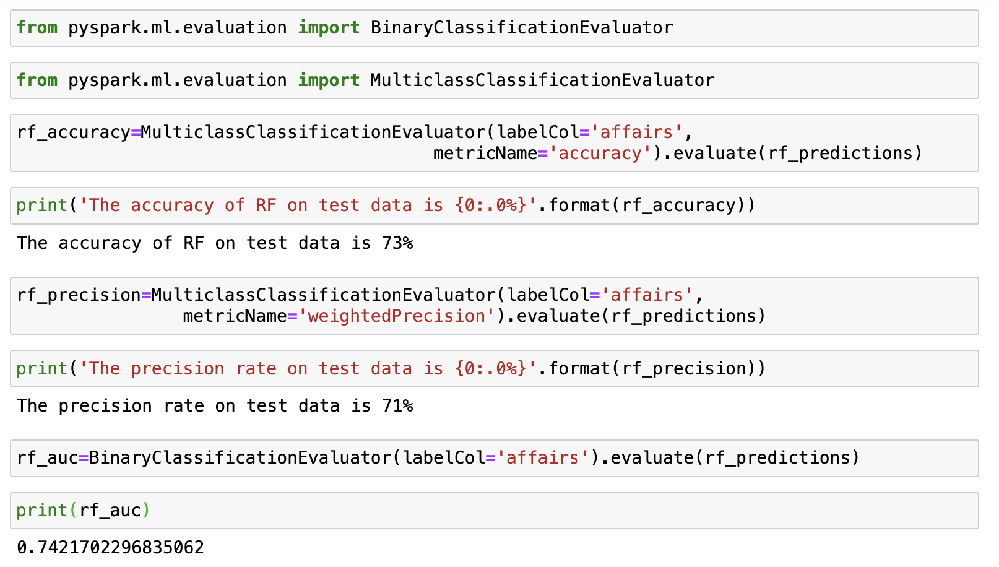 from pyspark.ml.evaluation import BinaryClassificationEvaluator
from pyspark.ml.evaluation import MulticlassClassificationEvaluator
rf_accuracy=MulticlassClassificationEvaluator(labelCol='affairs',
metricName='accuracy').evaluate(rf_predictions)
print('The accuracy of RF on test data is {0:.0%}'.format(rf_accuracy))
The accuracy of RF on test data is 73%
rf_precision=MulticlassClassificationEvaluator(labelCol='affairs',
metricName='weightedPrecision').evaluate(rf_predictions)
print('The precision rate on test data is {0:.0%}'.format(rf_precision))
The precision rate on test data is 71%
rf_auc=BinaryClassificationEvaluator(labelCol='affairs').evaluate(rf_predictions)
print(rf_auc)
0.7421702296835062